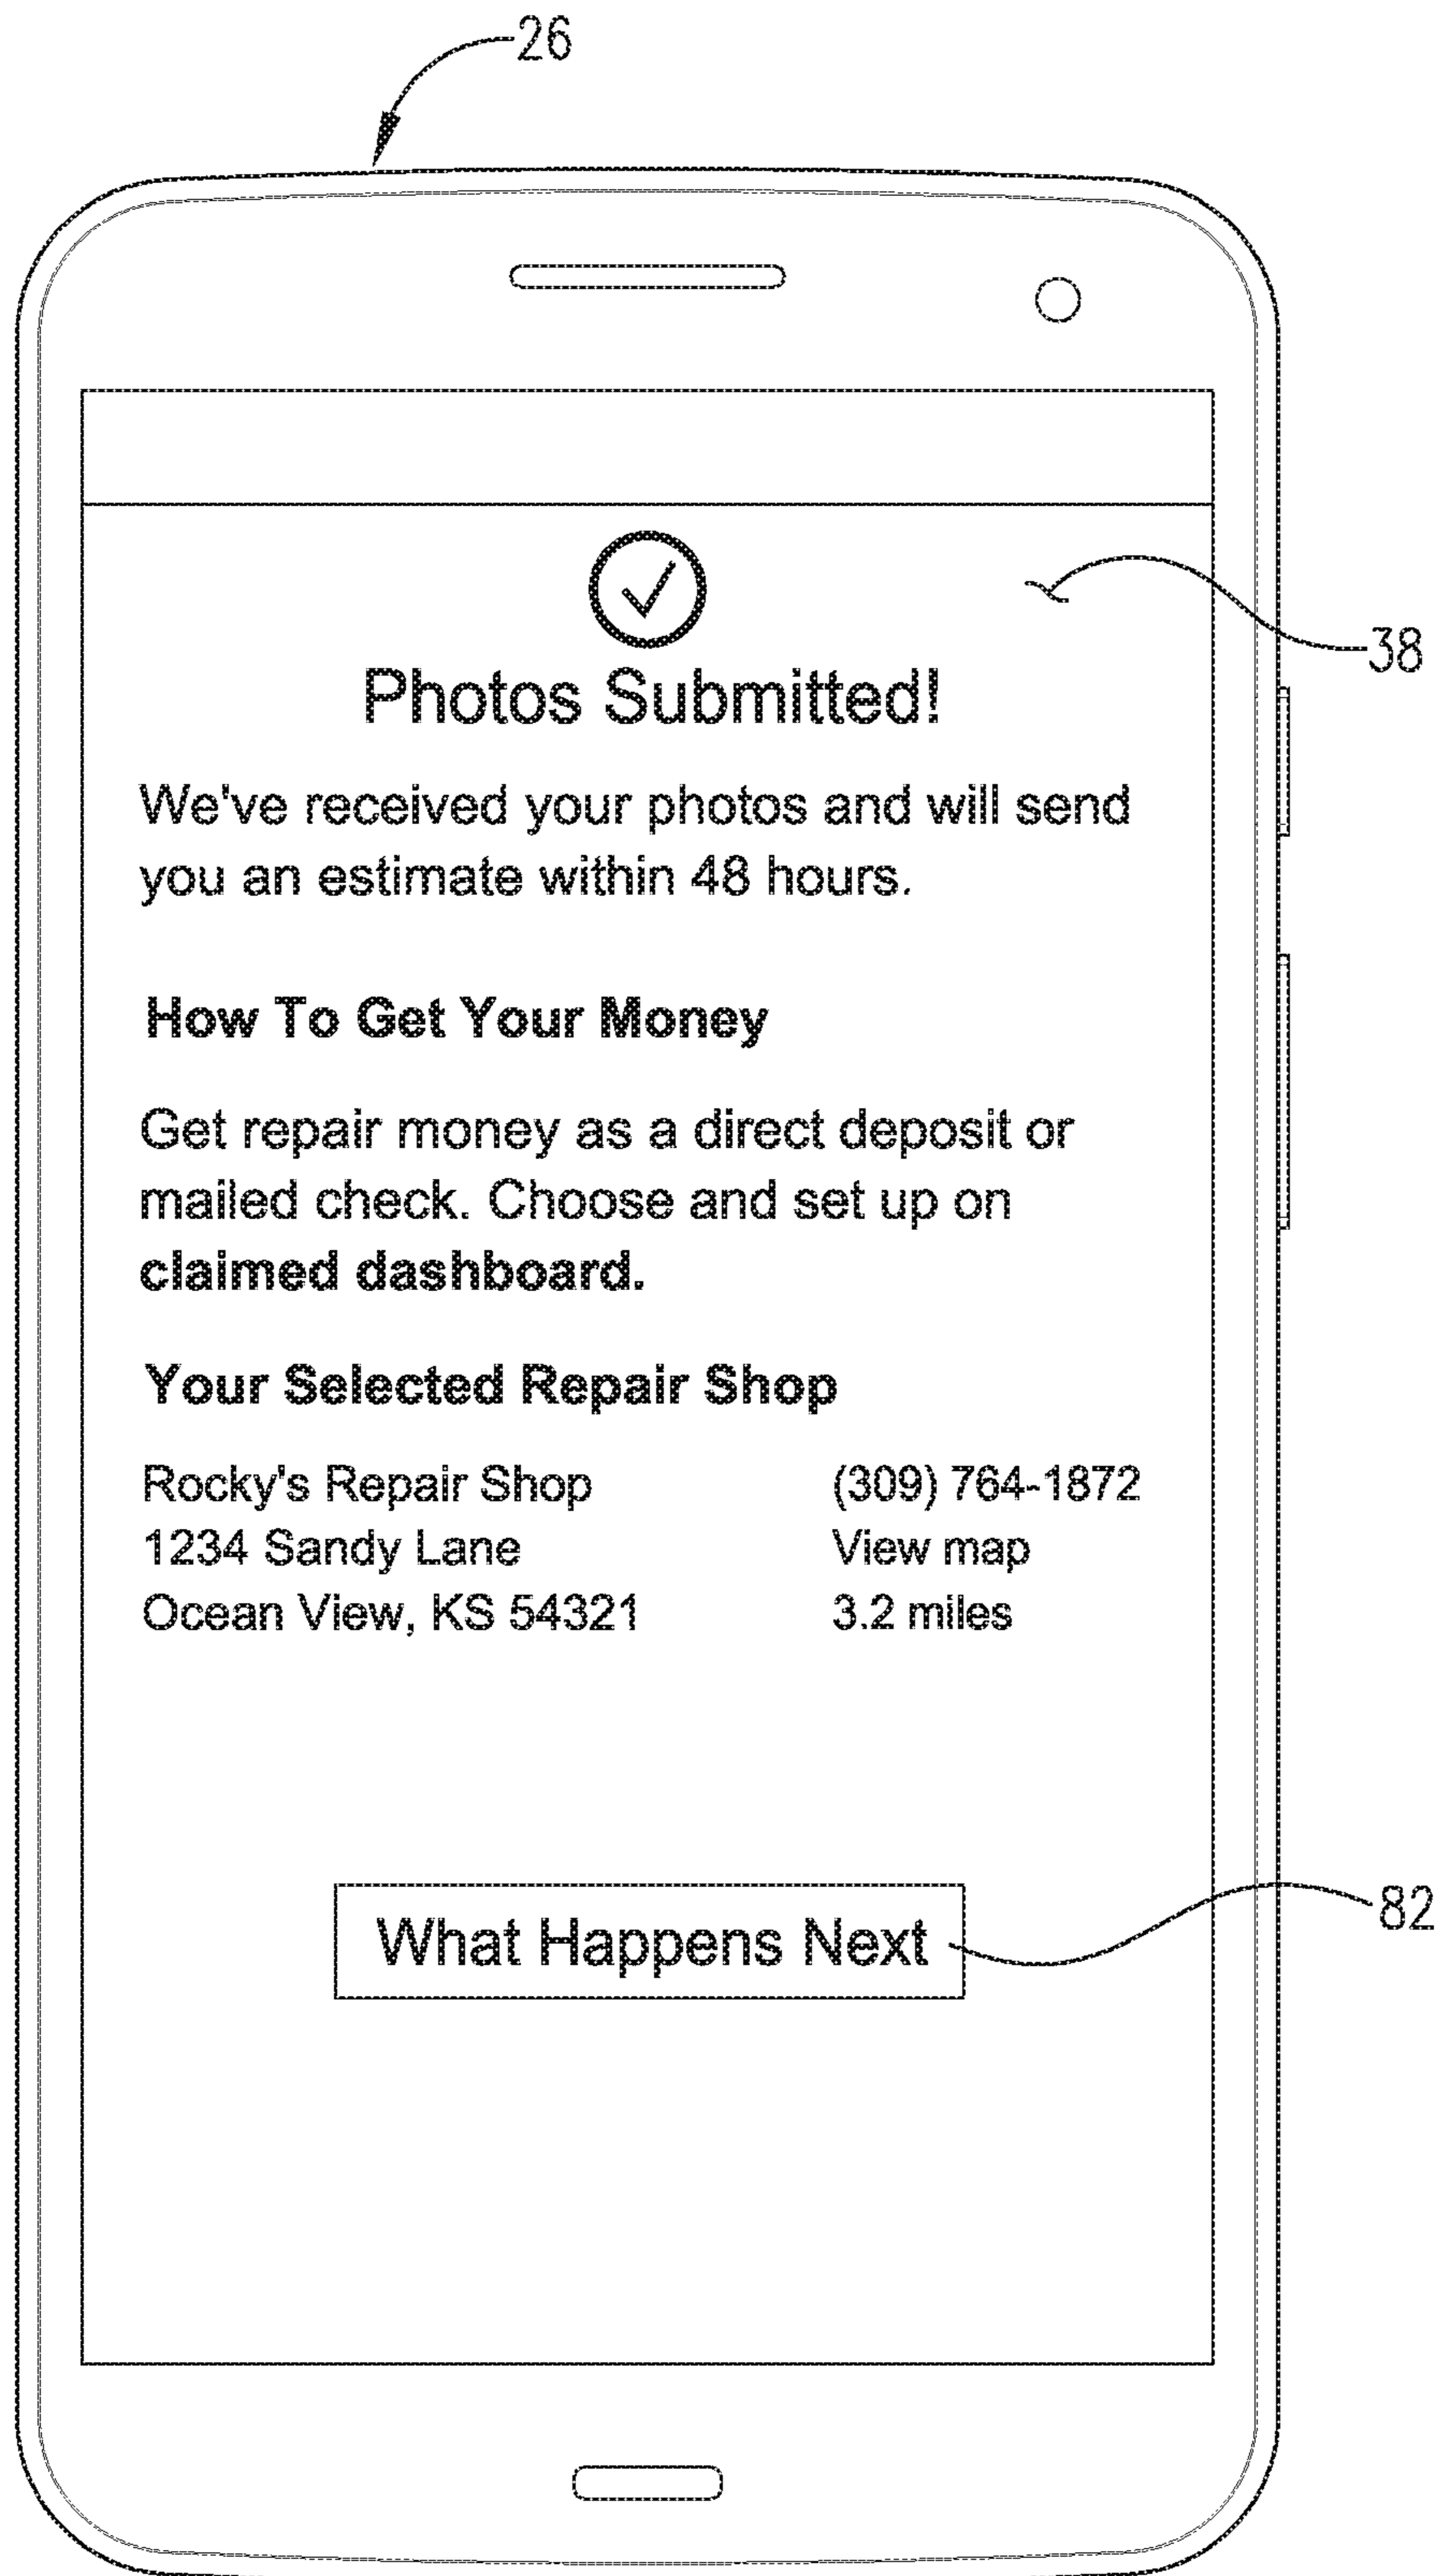 26
38
Photos Submitted!
We've received your photos and will send
you an estimate within 48 hours.
How To Get Your Money
Get repair money as a direct deposit or
mailed check. Choose and set up on
claimed dashboard.
Your Selected Repair Shop
Rocky's Repair Shop (309) 764-1872
1234 Sandy Lane View map
Ocean View, KS 54321 3.2 miles
82
What Happens Next